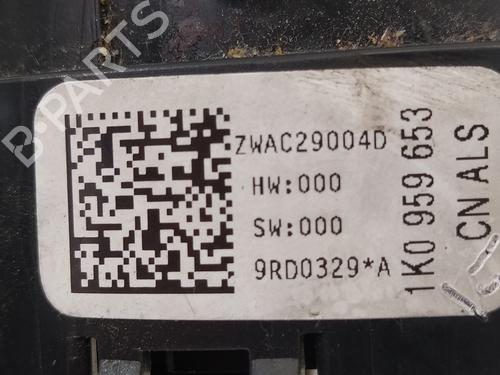 B-PARTS
ZWAC29004D
HW:000
SW:000
9RD0329*A
1K0 959 653
CN ALS